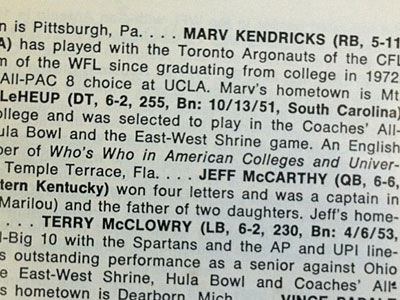 n is Pittsburgh, Pa. . . . MARV KENDRICKS (RB, 5-11
A) has played with the Toronto Argonauts of the CFL
m of the WFL since graduating from college in 1972
All-PAC 8 choice at UCLA. Marv's hometown is Mt.
LeHEUP (DT, 6-2, 255, Bn: 10/13/51, South Carolina)
ollege and was selected to play in the Coaches' All-
ula Bowl and the East-West Shrine game. An English
ber of Who's Who in American Colleges and Univer-
Temple Terrace, Fla. . . . JEFF McCARTHY (QB, 6-6,
tern Kentucky) won four letters and was a captain in
Marilou) and the father of two daughters. Jeff's home-
. . . . TERRY McCLOWRY (LB, 6-2, 230, Bn: 4/6/53,
l-Big 10 with the Spartans and the AP and UPI line-
s outstanding performance as a senior against Ohio
e East-West Shrine, Hula Bowl and Coaches' All-
s hometown is Dearborn, Mich.